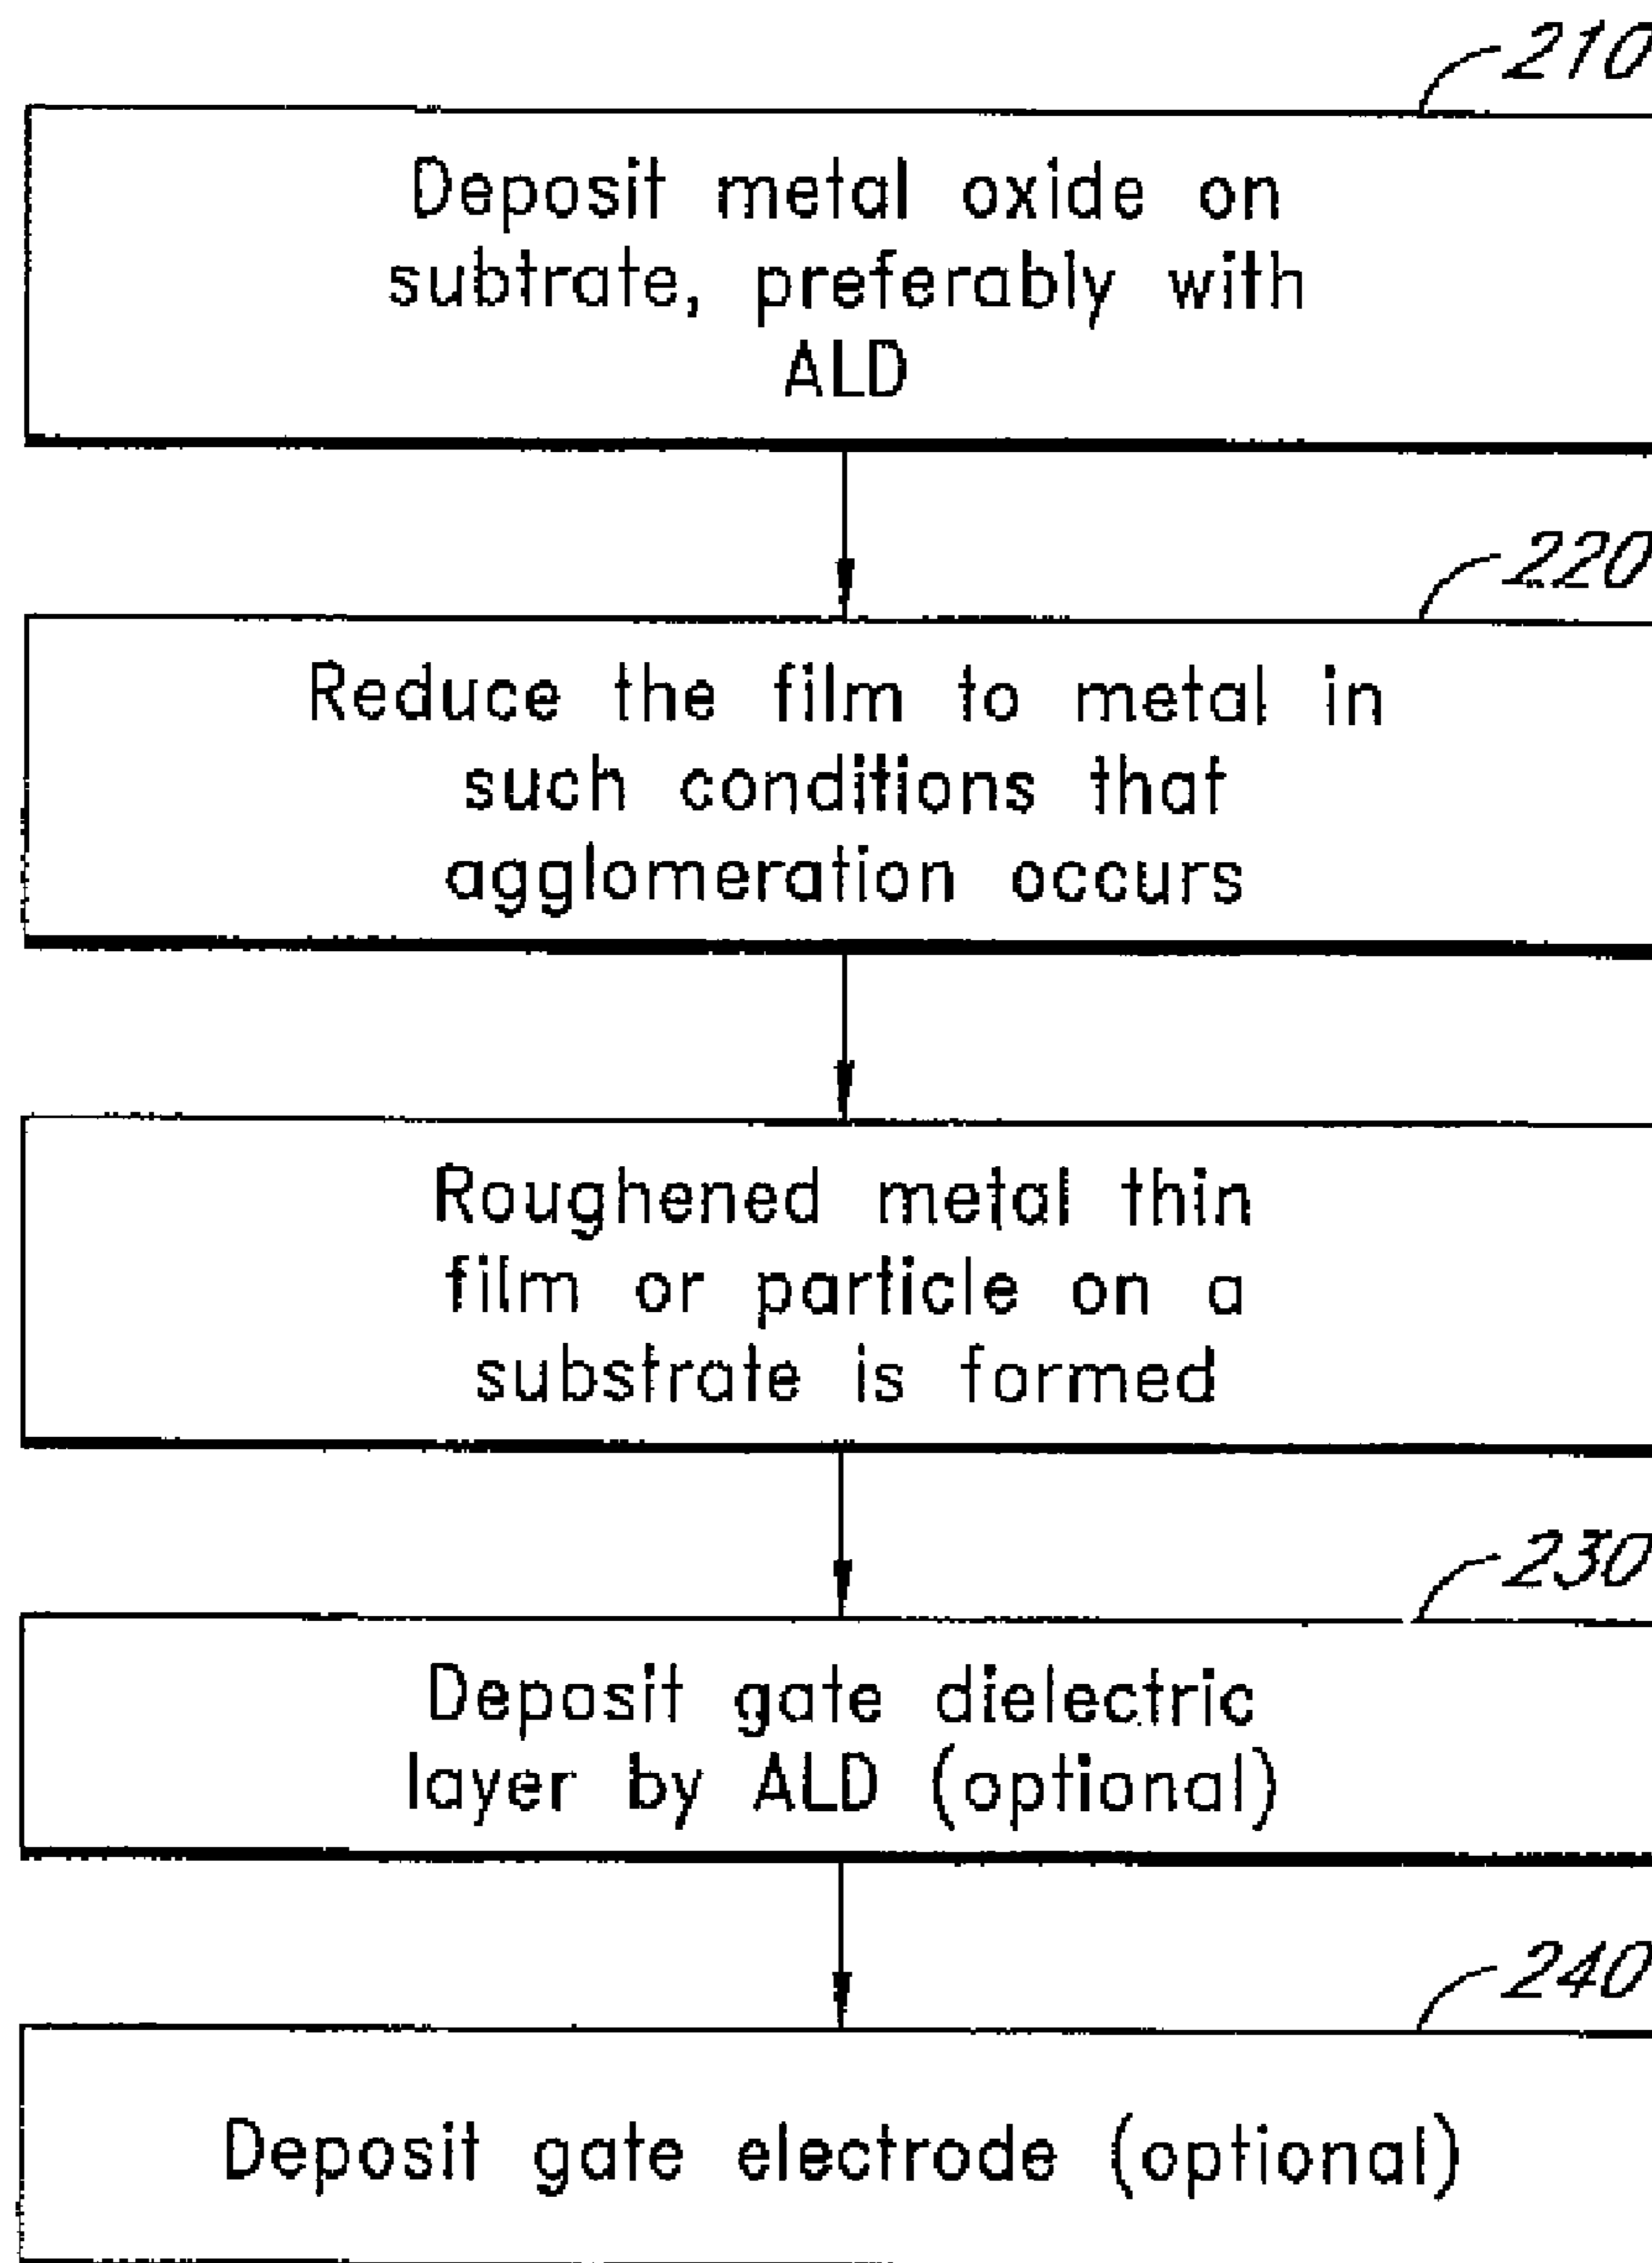 210
Deposit metal oxide on
subtrate, preferably with
ALD
220
Reduce the film to metal in
such conditions that
agglomeration occurs
Roughened metal thin
film or particle on a
substrate is formed
230
Deposit gate dielectric
layer by ALD (optional)
240
Deposit gate electrode (optional)